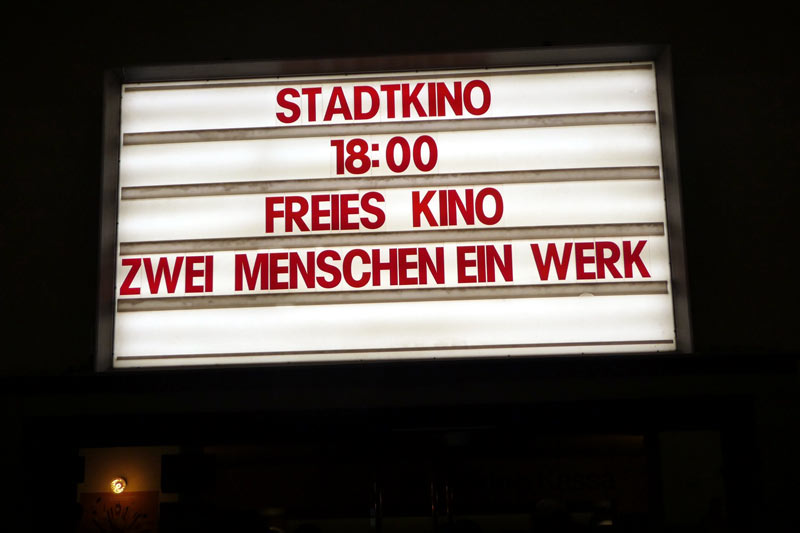 STADTKINO
18:00
FREIES KINO
ZWEI MENSCHEN EIN WERK